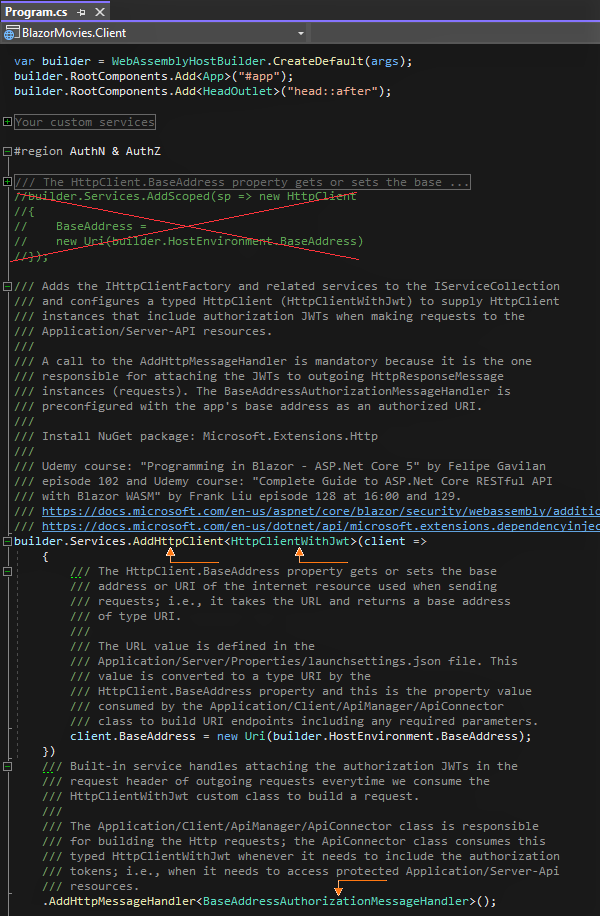 Program.cs
BlazorMovies.Client
var builder = WebAssemblyHostBuilder.CreateDefault(args);
builder.RootComponents.Add<App>("#app");
builder.RootComponents.Add<HeadOutlet>("head::after");
Your custom services
#region AuthN & AuthZ
/// The HttpClient.BaseAddress property gets or sets the base ...
//builder.Services.AddScoped(sp => new HttpClient
//{
//    BaseAddress =
//    new Uri(builder.HostEnvironment.BaseAddress)
//});
/// Adds the IHttpClientFactory and related services to the IServiceCollection
/// and configures a typed HttpClient (HttpClientWithJwt) to supply HttpClient
/// instances that include authorization JWTs when making requests to the
/// Application/Server-API resources.
///
/// A call to the AddHttpMessageHandler is mandatory because it is the one
/// responsible for attaching the JWTs to outgoing HttpResponseMessage
/// instances (requests). The BaseAddressAuthorizationMessageHandler is
/// preconfigured with the app's base address as an authorized URI.
///
/// Install NuGet package: Microsoft.Extensions.Http
///
/// Udemy course: "Programming in Blazor - ASP.Net Core 5" by Felipe Gavilan
/// episode 102 and Udemy course: "Complete Guide to ASP.Net Core RESTful API
/// with Blazor WASM" by Frank Liu episode 128 at 16:00 and 129.
/// https://docs.microsoft.com/en-us/aspnet/core/blazor/security/webassembly/additio
/// https://docs.microsoft.com/en-us/dotnet/api/microsoft.extensions.dependencyinjec
builder.Services.AddHttpClient<HttpClientWithJwt>(client =>
{
/// The HttpClient.BaseAddress property gets or sets the base
/// address or URI of the internet resource used when sending
/// requests; i.e., it takes the URL and returns a base address
/// of type URI.
///
/// The URL value is defined in the
/// Application/Server/Properties/launchsettings.json file. This
/// value is converted to a type URI by the
/// HttpClient.BaseAddress property and this is the property value
/// consumed by the Application/Client/ApiManager/ApiConnector
/// class to build URI endpoints including any required parameters.
client.BaseAddress = new Uri(builder.HostEnvironment.BaseAddress);
})
/// Built-in service handles attaching the authorization JWTs in the
/// request header of outgoing requests everytime we consume the
/// HttpClientWithJwt custom class to build a request.
///
/// The Application/Client/ApiManager/ApiConnector class is responsible
/// for building the Http requests; the ApiConnector class consumes this
/// typed HttpClientWithJwt whenever it needs to include the authorization
/// tokens; i.e., when it needs to access protected Application/Server-Api
/// resources.
.AddHttpMessageHandler<BaseAddressAuthorizationMessageHandler>();